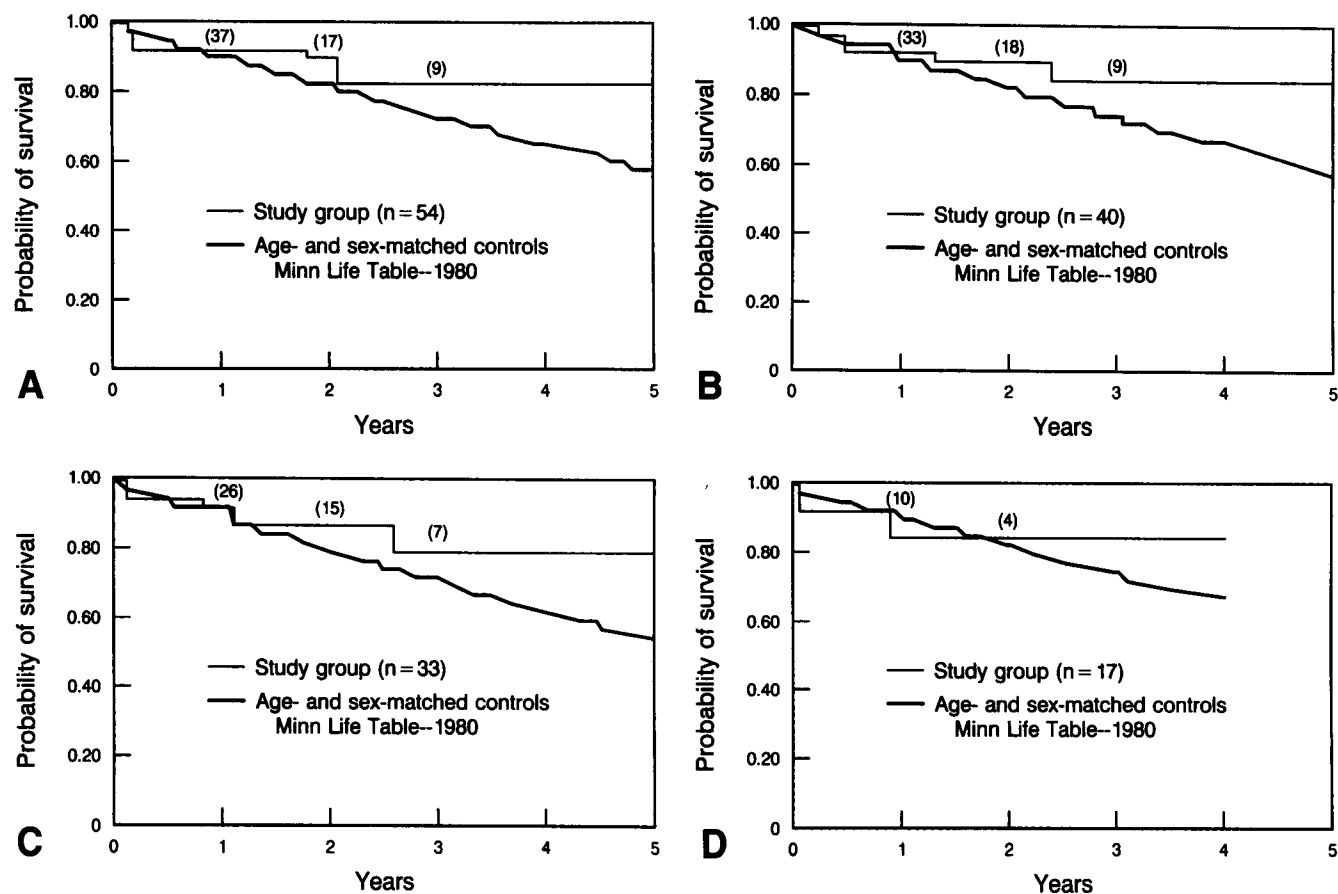 Probability of survival
1.00
0.80
0.60
0.40
0.20
0
(37)
(17)
(9)
Study group (n = 54)
Age- and sex-matched controls
Minn Life Table--1980
0 1 2 3 4 5
Years
A
Probability of survival
1.00
0.80
0.60
0.40
0.20
0
(33)
(18)
(9)
Study group (n = 40)
Age- and sex-matched controls
Minn Life Table--1980
0 1 2 3 4 5
Years
B
Probability of survival
1.00
0.80
0.60
0.40
0.20
0
(26)
(15)
(7)
Study group (n = 33)
Age- and sex-matched controls
Minn Life Table--1980
0 1 2 3 4 5
Years
C
Probability of survival
1.00
0.80
0.60
0.40
0.20
0
(10)
(4)
Study group (n = 17)
Age- and sex-matched controls
Minn Life Table--1980
0 1 2 3 4 5
Years
D